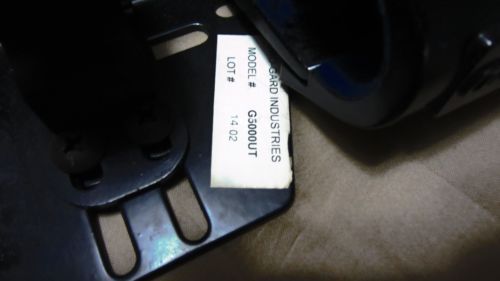 GARD INDUSTRIES
MODEL # G5000UT
LOT # 14 02